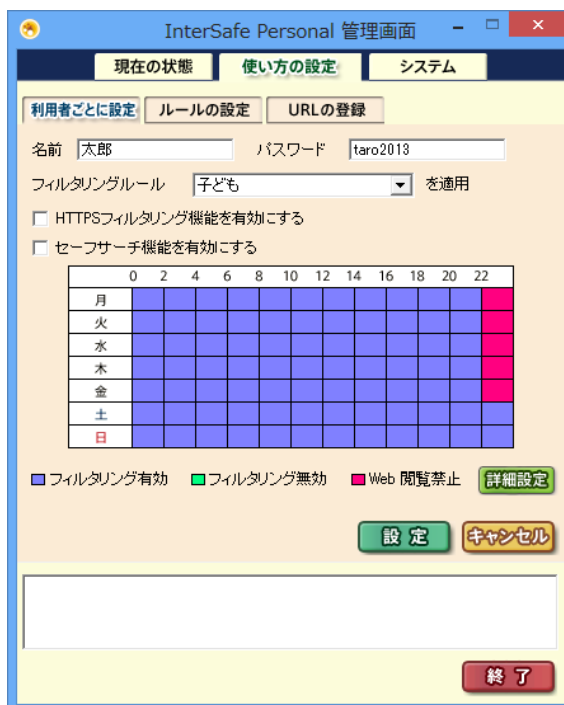 InterSafe Personal 管理画面
現在の状態 使い方の設定 システム
利用者ごとに設定 ルールの設定 URLの登録
名前 太郎 パスワード taro2013
フィルタリングルール 子ども を適用
HTTPSフィルタリング機能を有効にする
セーフサーチ機能を有効にする
0 2 4 6 8 10 12 14 16 18 20 22
月
火
水
木
金
土
日
フィルタリング有効 フィルタリング無効 Web 閲覧禁止 詳細設定
設 定 キャンセル
終 了